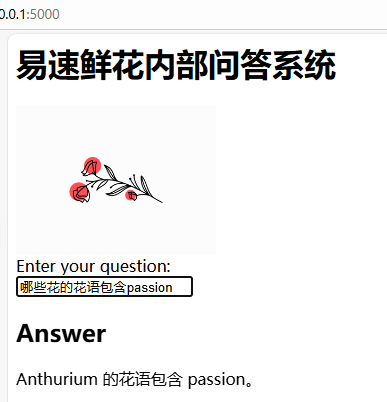 0.0.1:5000
易速鲜花内部问答系统
Enter your question:
哪些花的花语包含passion
Answer
Anthurium 的花语包含 passion。